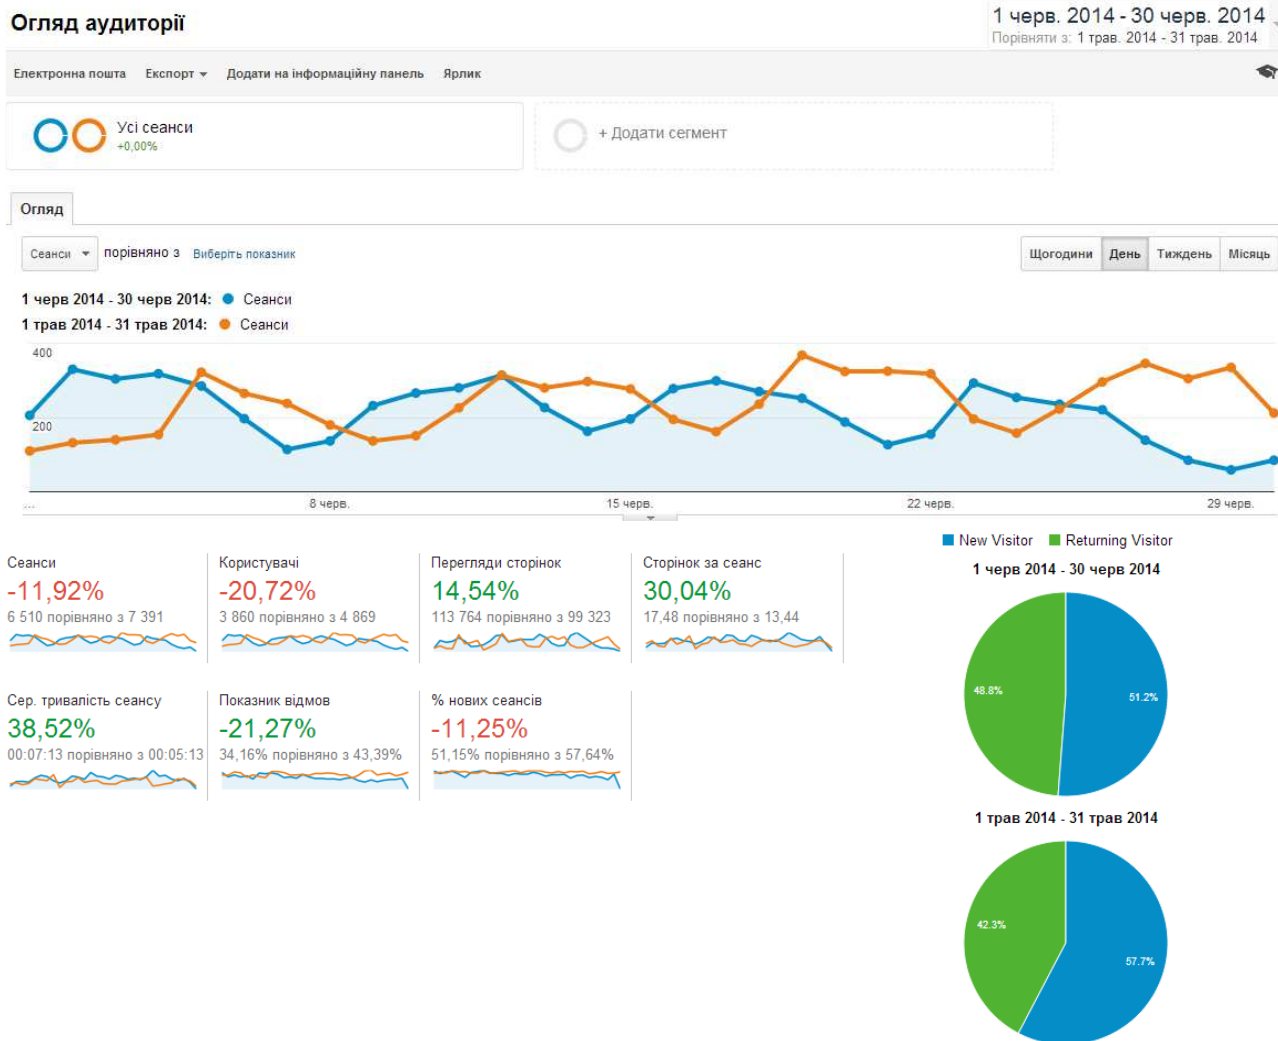 Огляд аудиторії
1 черв. 2014 - 30 черв. 2014
Порівняти з: 1 трав. 2014 - 31 трав. 2014
Електронна пошта Експорт Додати на інформаційну панель Ярлик
Усі сеанси
+0,00%
+ Додати сегмент
Огляд
Сеанси порівняно з Виберіть показник
Щогодини День Тиждень Місяць
1 черв 2014 - 30 черв 2014: Сеанси
1 трав 2014 - 31 трав 2014: Сеанси
400
200
... 8 черв. 15 черв. 22 черв. 29 черв.
Сеанси
-11,92%
6 510 порівняно з 7 391
Користувачі
-20,72%
3 860 порівняно з 4 869
Перегляди сторінок
14,54%
113 764 порівняно з 99 323
Сторінок за сеанс
30,04%
17,48 порівняно з 13,44
Сер. тривалість сеансу
38,52%
00:07:13 порівняно з 00:05:13
Показник відмов
-21,27%
34,16% порівняно з 43,39%
% нових сеансів
-11,25%
51,15% порівняно з 57,64%
New Visitor Returning Visitor
1 черв 2014 - 30 черв 2014
48.8%
51.2%
1 трав 2014 - 31 трав 2014
42.3%
57.7%